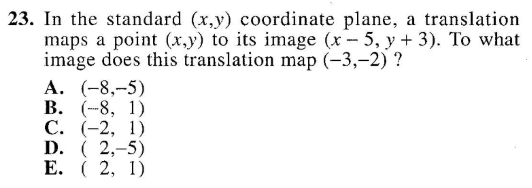 23. In the standard (x,y) coordinate plane, a translation
maps a point (x,y) to its image (x – 5, y + 3). To what
image does this translation map (–3,–2) ?
A. (–8,–5)
B. (–8, 1)
C. (–2, 1)
D. ( 2,–5)
E. ( 2, 1)